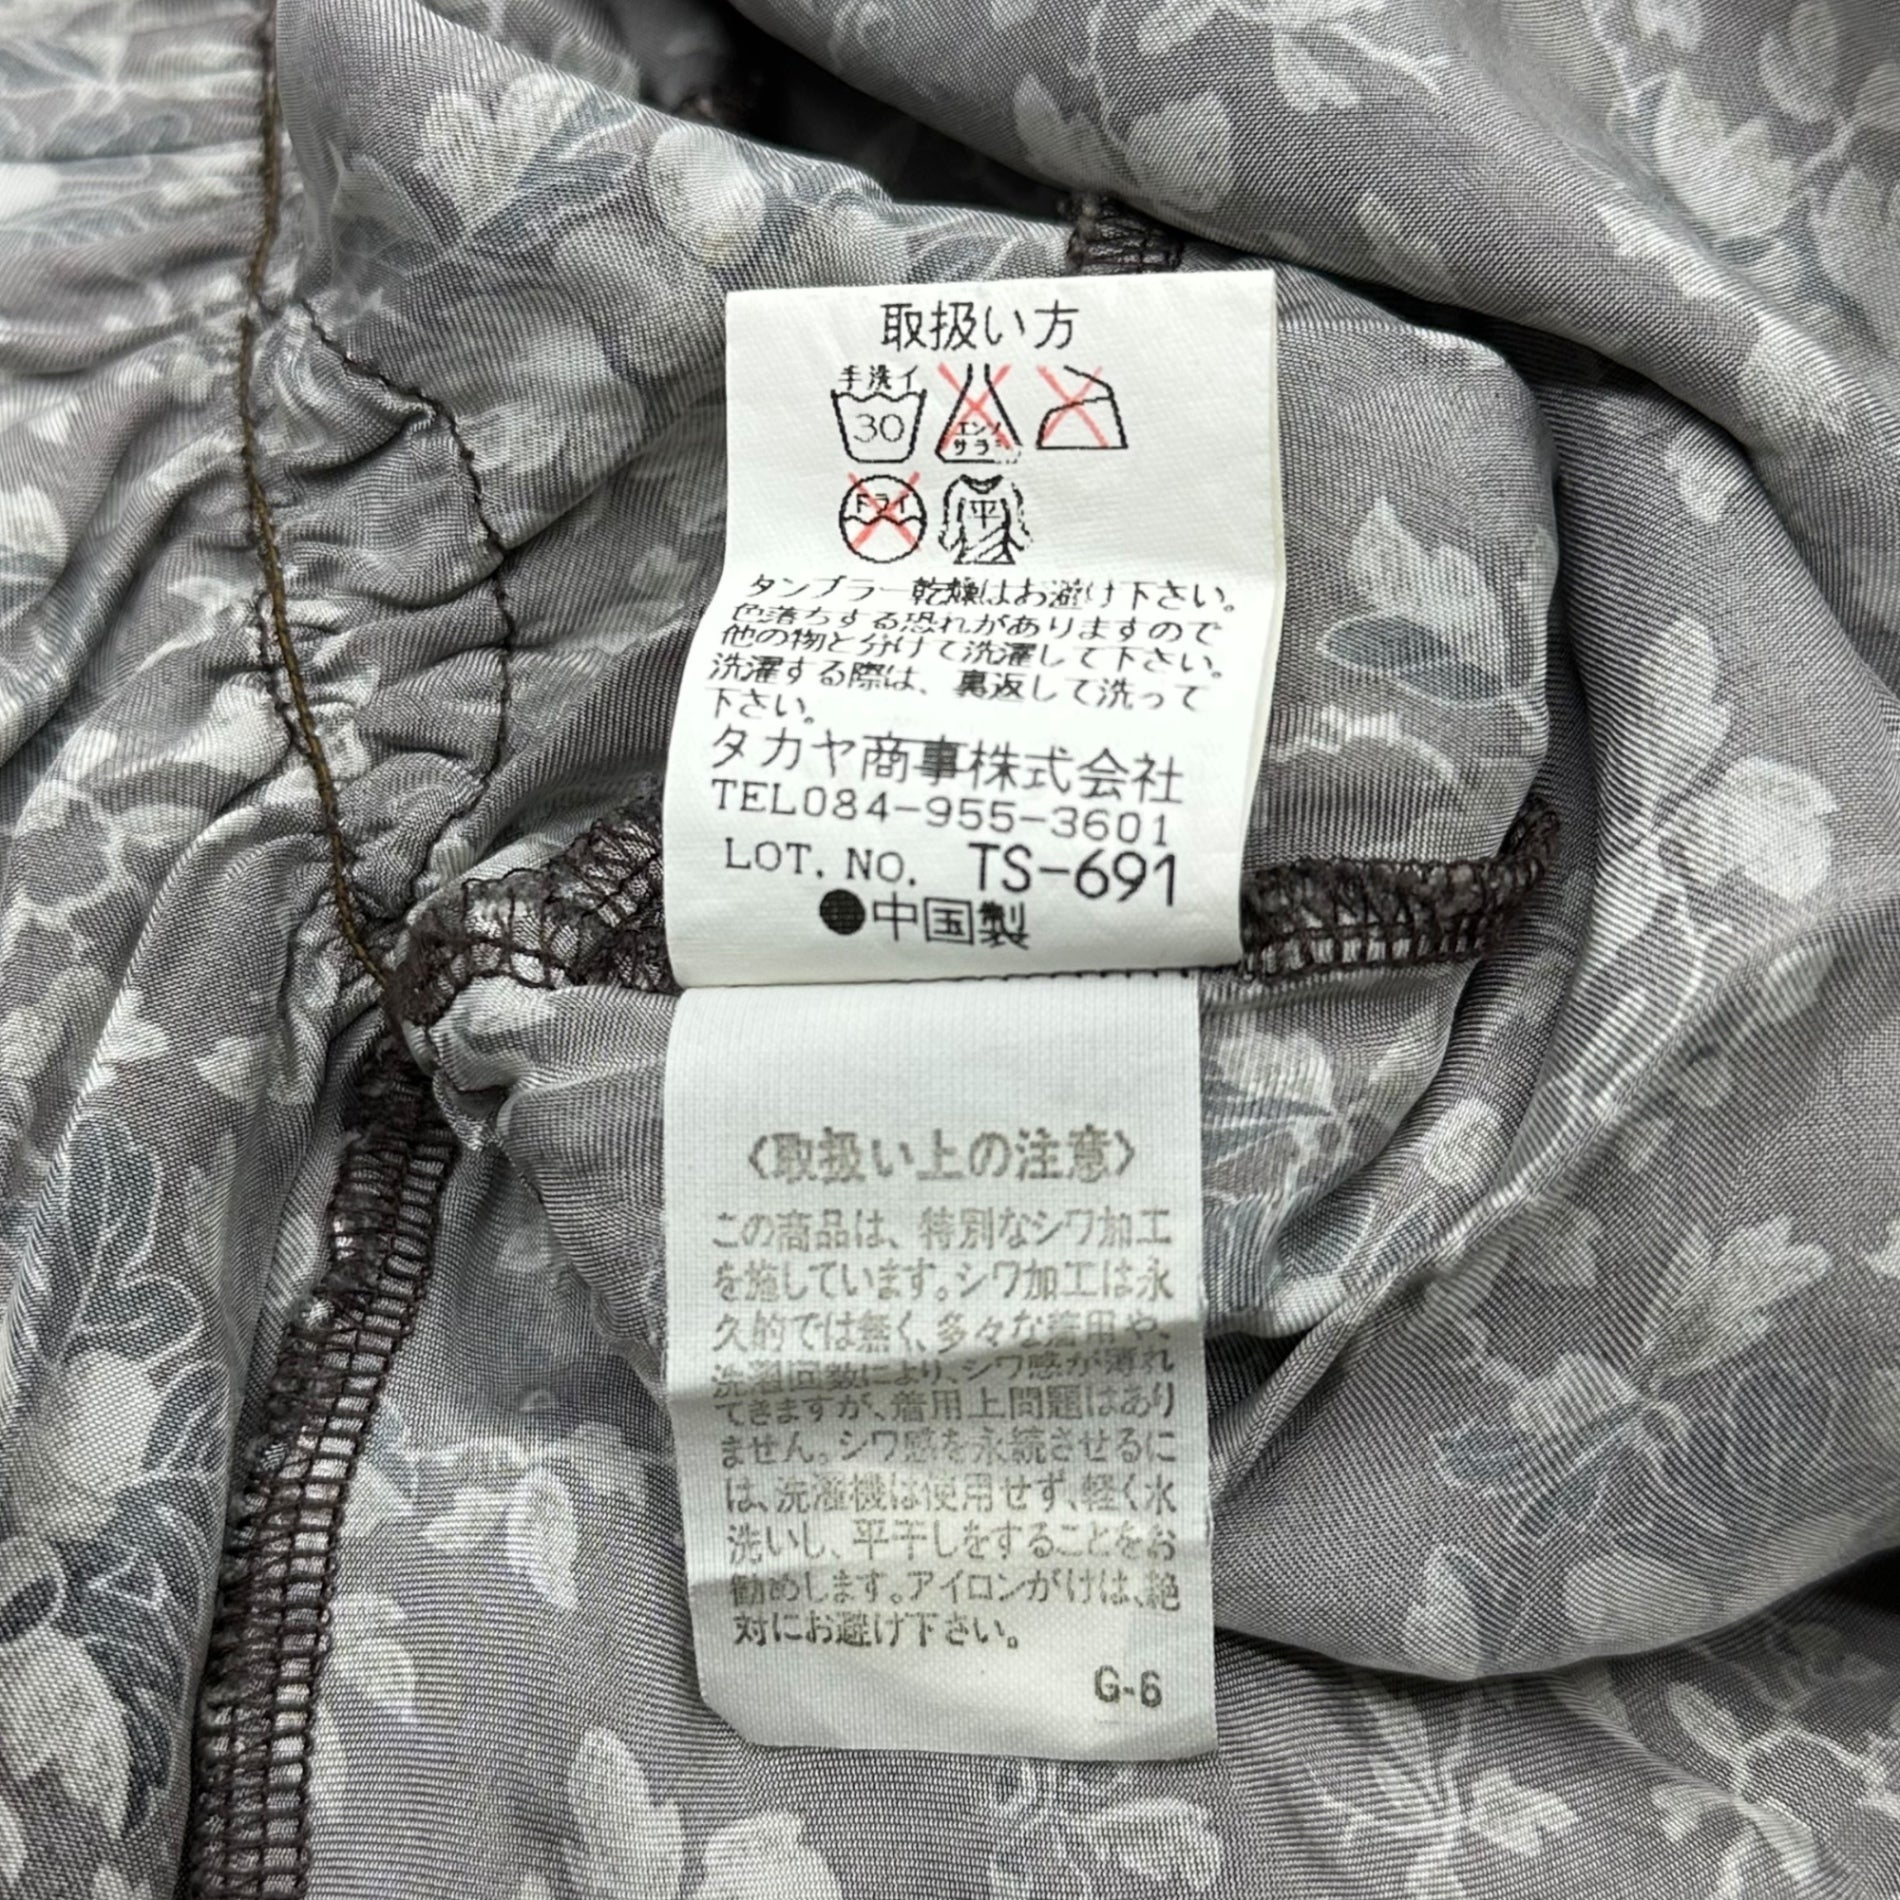 取扱い方
手洗イ
30
エンソ
サラシ
ドライ
平
タンブラー乾燥はお避け下さい。
色落ちする恐れがありますので
他の物と分けて洗濯して下さい。
洗濯する際は、裏返して洗って
下さい。
タカヤ商事株式会社
TEL084-955-3601
LOT. NO. TS-691
●中国製
〈取扱い上の注意〉
この商品は、特別なシワ加工
を施しています。シワ加工は永
久的では無く、多々な着用や、
洗濯回数により、シワ感が薄れ
てきますが、着用上問題はあり
ません。シワ感を永続させるに
は、洗濯機は使用せず、軽く水
洗いし、平干しをすることをお
勧めします。アイロンがけは、絶
対にお避け下さい。
G-6